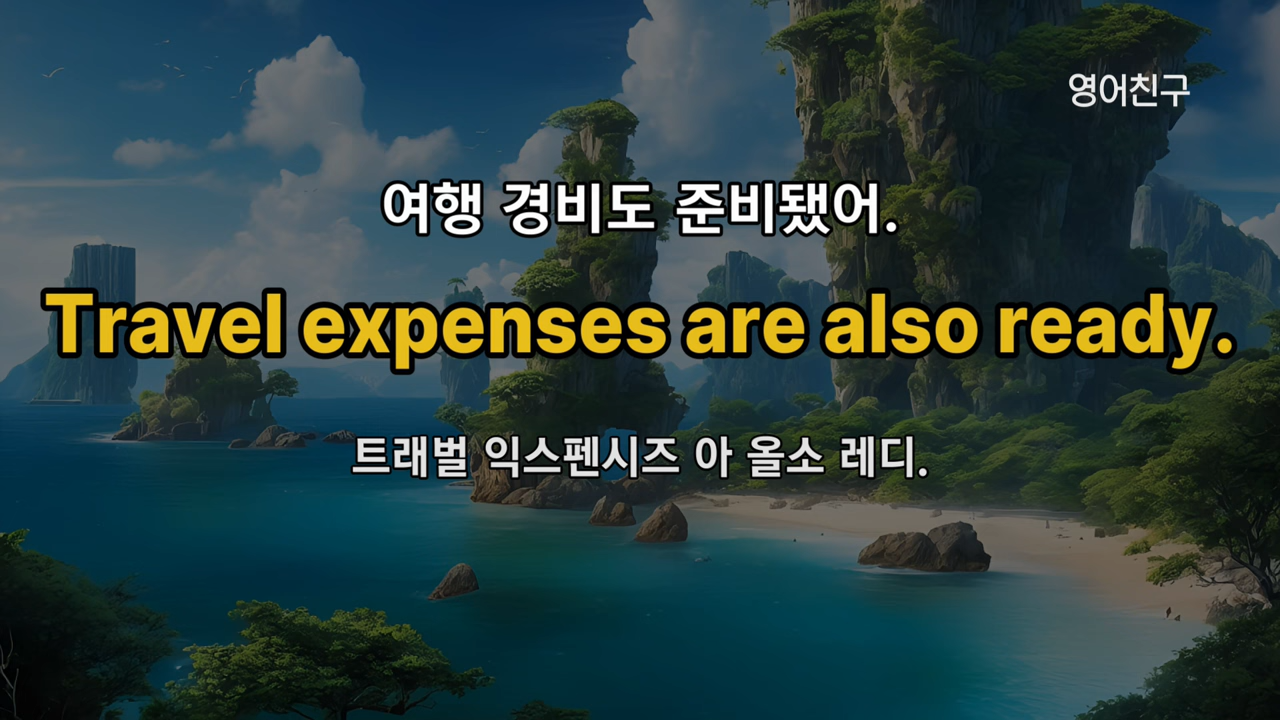 영어친구
여행 경비도 준비됐어.
Travel expenses are also ready.
트래벌 익스펜시즈 아 올소 레디.